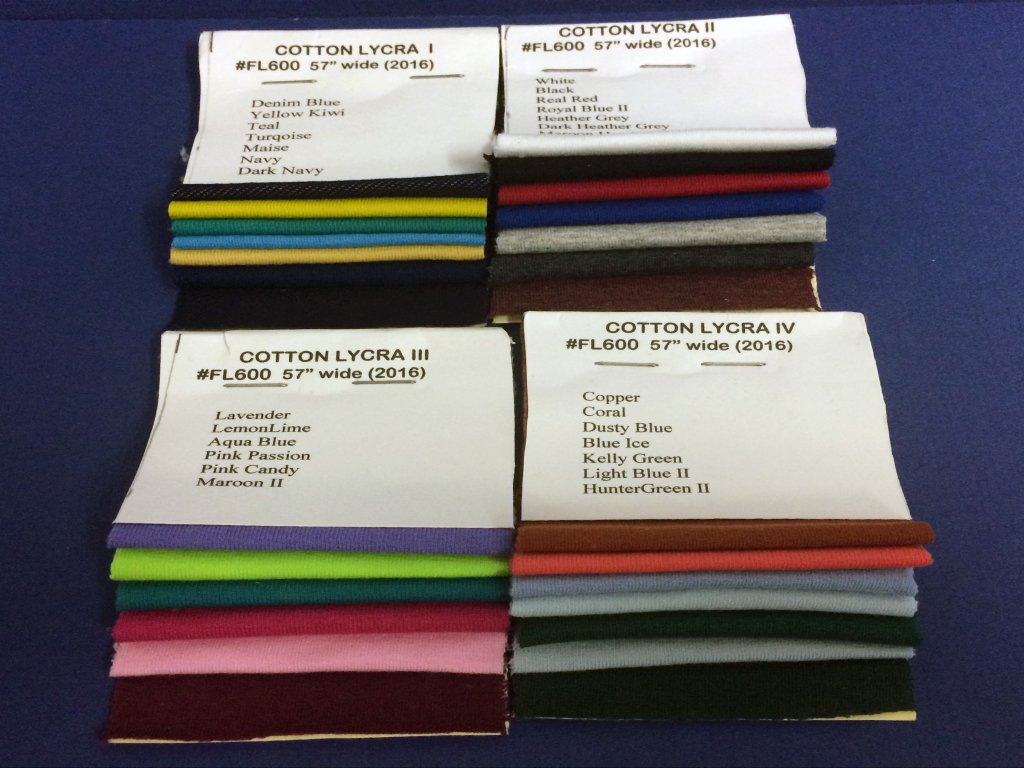 COTTON LYCRA I
#FL600 57” wide (2016)
Denim Blue
Yellow Kiwi
Teal
Turqoise
Maise
Navy
Dark Navy
COTTON LYCRA II
#FL600 57” wide (2016)
White
Black
Real Red
Royal Blue II
Heather Grey
Dark Heather Grey
COTTON LYCRA III
#FL600 57” wide (2016)
Lavender
LemonLime
Aqua Blue
Pink Passion
Pink Candy
Maroon II
COTTON LYCRA IV
#FL600 57” wide (2016)
Copper
Coral
Dusty Blue
Blue Ice
Kelly Green
Light Blue II
HunterGreen II